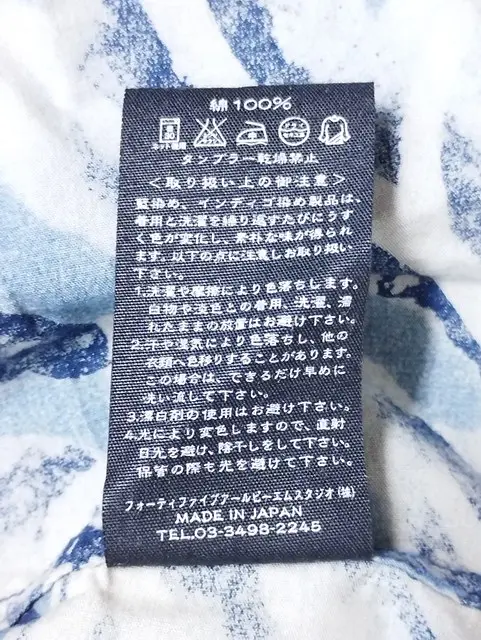 綿 100%
ネット使用
タンブラー乾燥禁止
<取り扱い上の御注意>
藍染め、インディゴ染め製品は、
着用と洗濯を繰り返すたびにうす
く色が変化し、素朴な味が得られ
ます。以下の点に注意しお取り扱い
下さい。
1.洗濯や摩擦により色落ちします。
白物や淡色との着用、洗濯、濡
れたままの放置はお避け下さい。
2.汗や湿気により色落ちし、他の
衣類へ色移りすることがあります。
この場合は、できるだけ早めに
洗い直して下さい。
3.漂白剤の使用はお避け下さい。
4.光により変色しますので、直射
日光を避け、陰干しをして下さい。
保管の際も光を避けて下さい。
フォーティファイブアールピーエムスタジオ(株)
MADE IN JAPAN
TEL.03-3498-2245